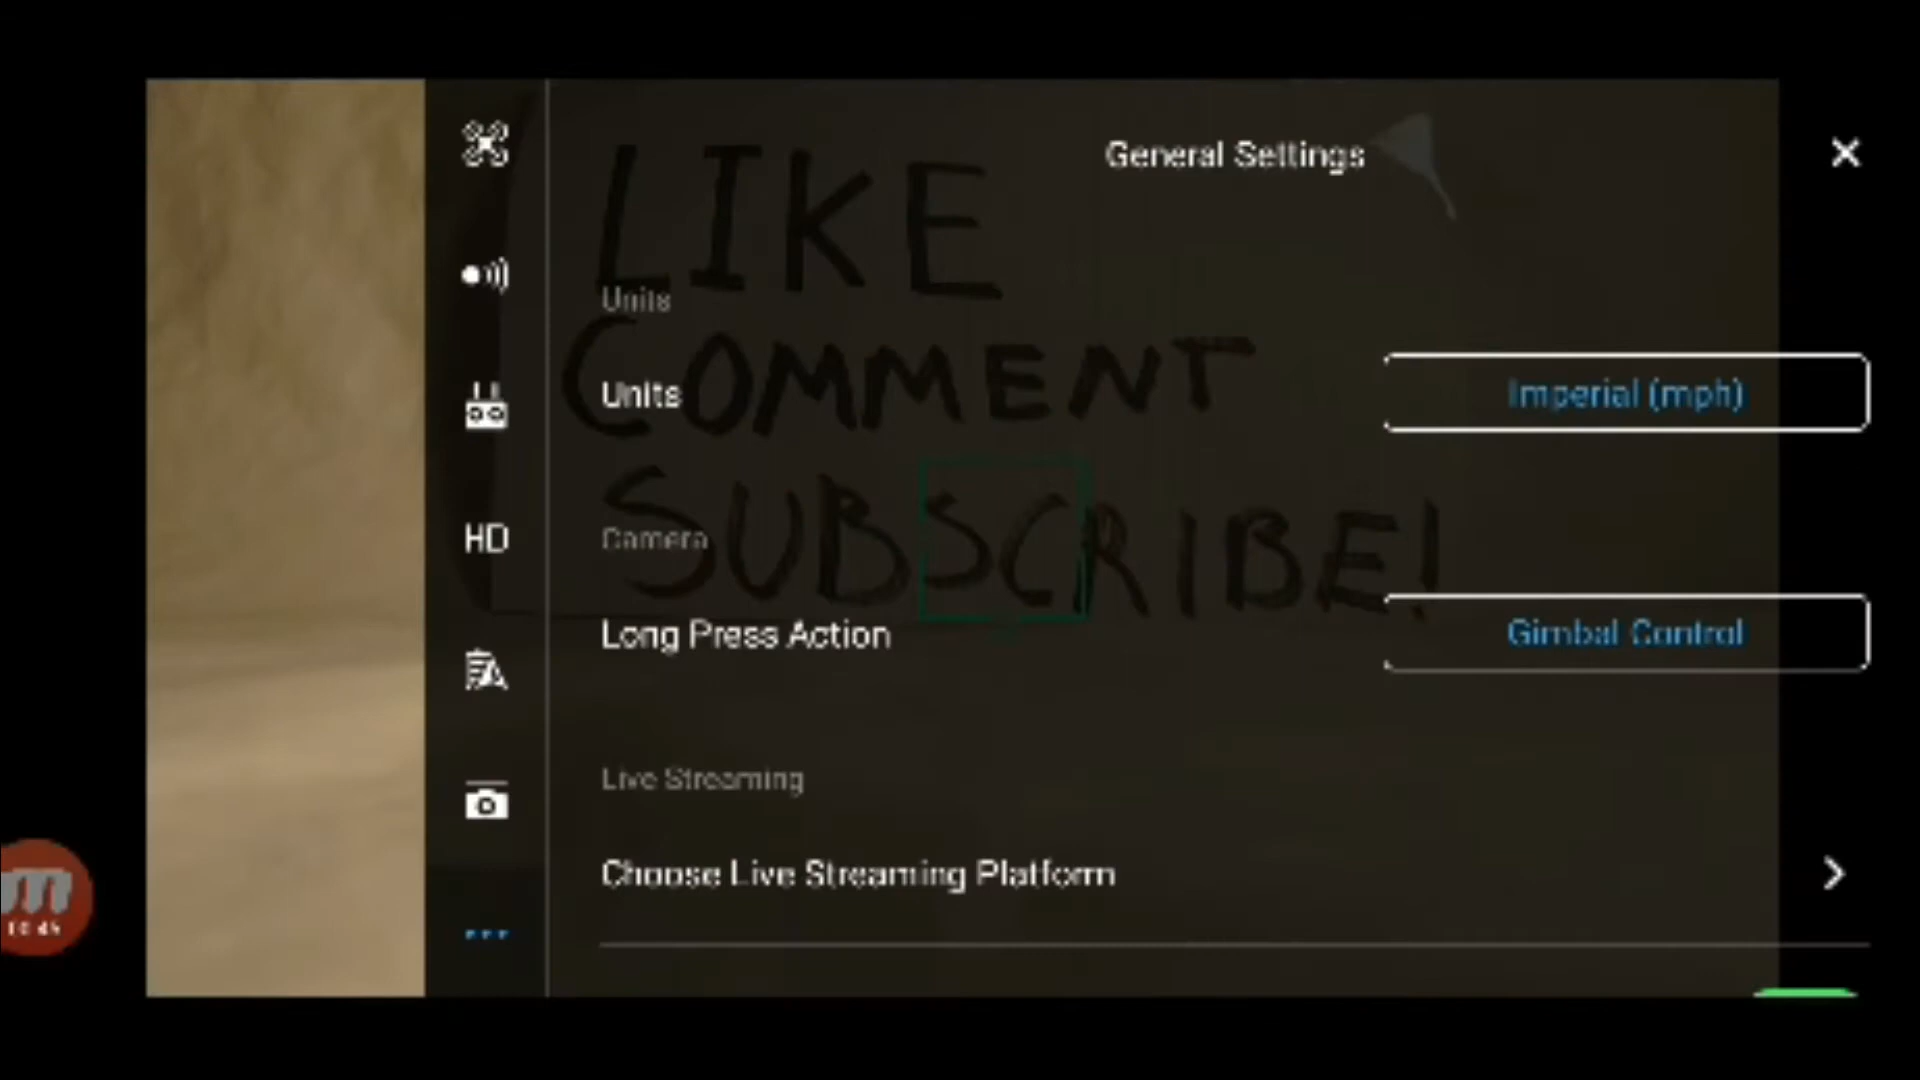 General Settings
LIKE
Units
COMMENT
Units
Imperial (mph)
SUBSCRIBE!
HD
Camera
Long Press Action
Gimbal Control
Live Streaming
Choose Live Streaming Platform